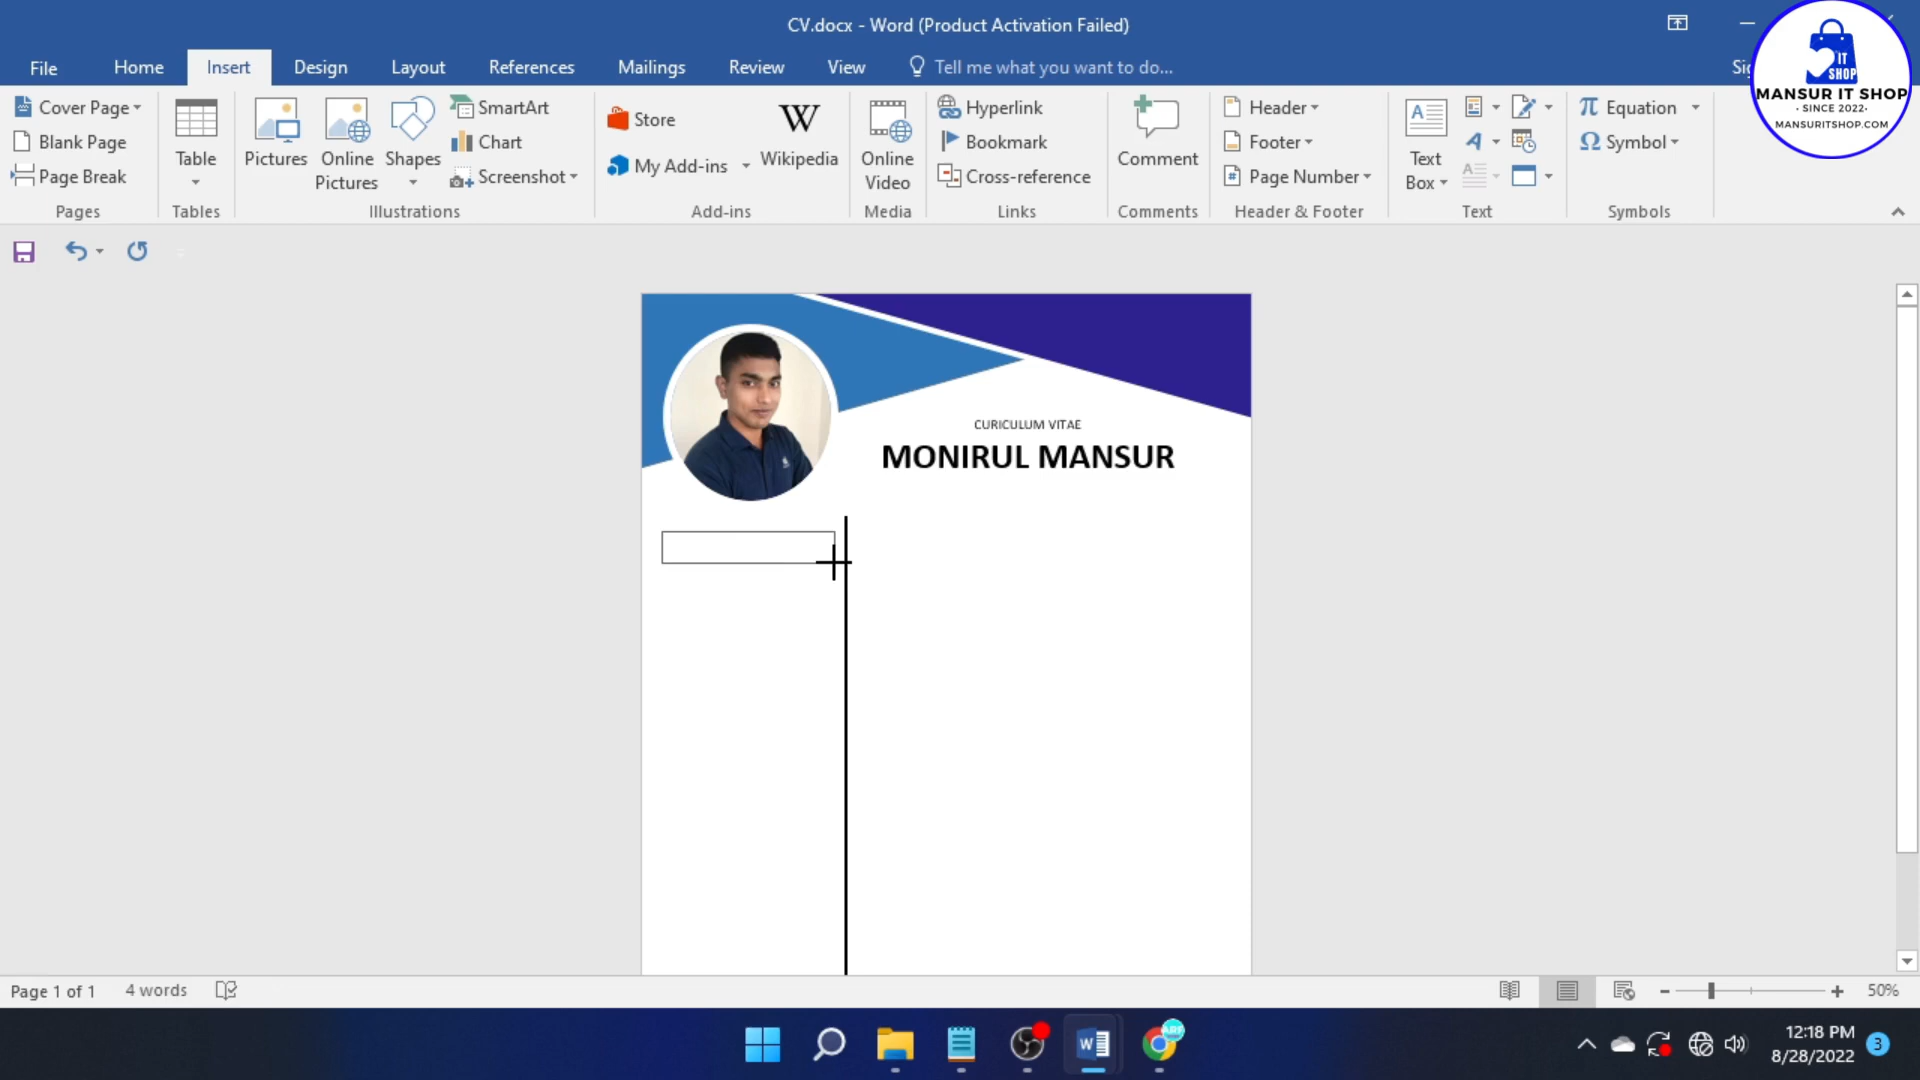 CV.docx - Word (Product Activation Failed)
File Home Insert Design Layout References Mailings Review View Tell me what you want to do...
IT
SHOP
MANSUR IT SHOP
· SINCE 2022·
MANSURITSHOP.COM
Cover Page
Blank Page
Page Break
Pages
Table
Tables
Pictures
Online
Pictures
Shapes
SmartArt
Chart
Screenshot
Illustrations
Store
My Add-ins
W
Wikipedia
Add-ins
Online
Video
Media
Hyperlink
Bookmark
Cross-reference
Links
Comment
Comments
Header
Footer
Page Number
Header & Footer
Text
Box
Text
π Equation
Ω Symbol
Symbols
CURICULUM VITAE
MONIRUL MANSUR
Page 1 of 1 4 words
50%
12:18 PM
8/28/2022
3